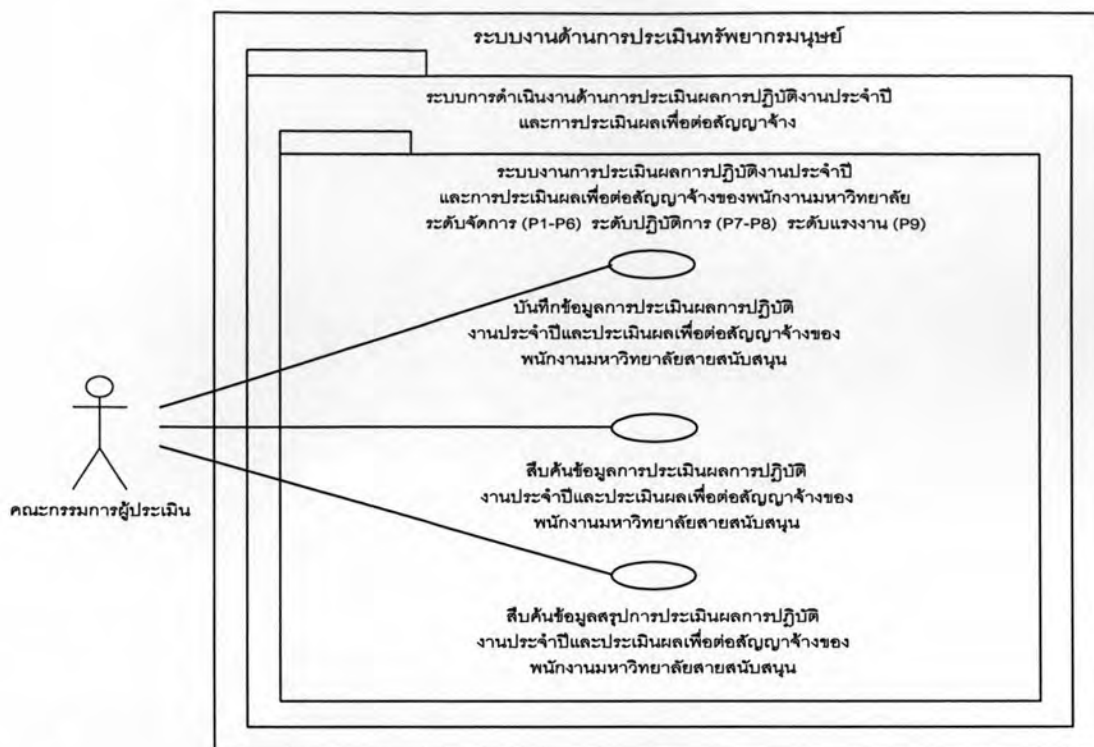 ระบบงานด้านการประเมินทรัพยากรมนุษย์
ระบบการดำเนินงานด้านการประเมินผลการปฏิบัติงานประจำปี
และการประเมินผลเพื่อต่อสัญญาจ้าง
ระบบงานการประเมินผลการปฏิบัติงานประจำปี
และการประเมินผลเพื่อต่อสัญญาจ้างของพนักงานมหาวิทยาลัย
ระดับจัดการ (P1-P6) ระดับปฏิบัติการ (P7-P8) ระดับแรงงาน (P9)
บันทึกข้อมูลการประเมินผลการปฏิบัติ
งานประจำปีและประเมินผลเพื่อต่อสัญญาจ้างของ
พนักงานมหาวิทยาลัยสายสนับสนุน
สืบค้นข้อมูลการประเมินผลการปฏิบัติ
งานประจำปีและประเมินผลเพื่อต่อสัญญาจ้างของ
พนักงานมหาวิทยาลัยสายสนับสนุน
คณะกรรมการผู้ประเมิน
สืบค้นข้อมูลสรุปการประเมินผลการปฏิบัติ
งานประจำปีและประเมินผลเพื่อต่อสัญญาจ้างของ
พนักงานมหาวิทยาลัยสายสนับสนุน